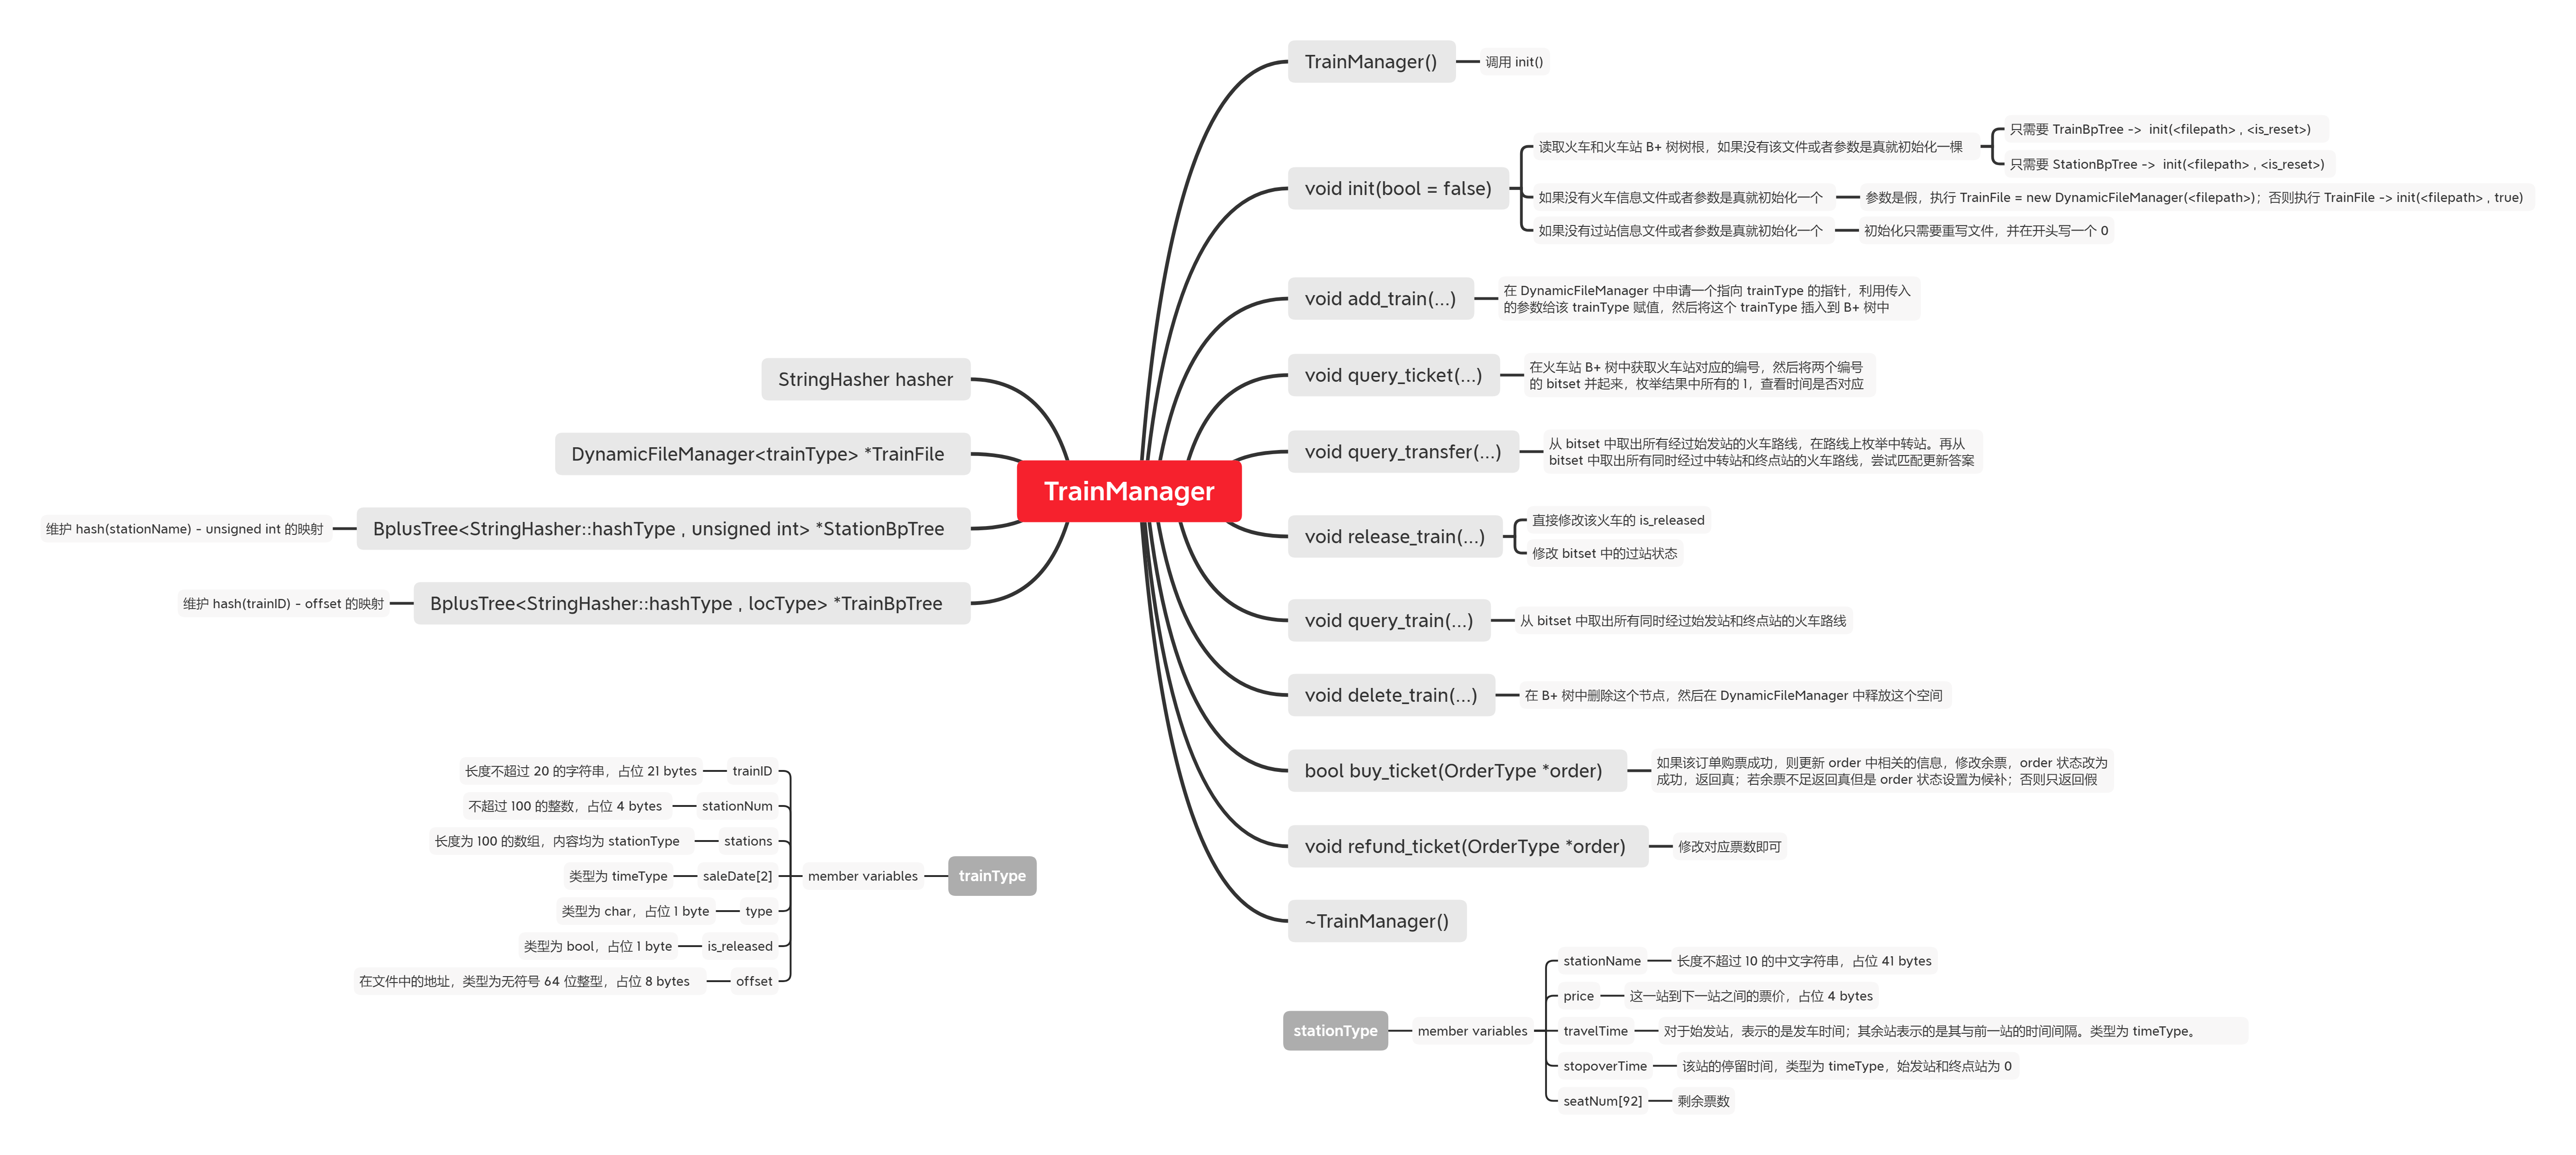 TrainManager
TrainManager()
调用 init()
void init(bool = false)
读取火车和火车站 B+ 树树根，如果没有该文件或者参数是真就初始化一棵
只需要 TrainBpTree -> init(<filepath> , <is_reset>)
只需要 StationBpTree -> init(<filepath> , <is_reset>)
如果没有火车信息文件或者参数是真就初始化一个
参数是假，执行 TrainFile = new DynamicFileManager(<filepath>)；否则执行 TrainFile -> init(<filepath> , true)
如果没有过站信息文件或者参数是真就初始化一个
初始化只需要重写文件，并在开头写一个 0
void add_train(...)
在 DynamicFileManager 中申请一个指向 trainType 的指针，利用传入
的参数给该 trainType 赋值，然后将这个 trainType 插入到 B+ 树中
void query_ticket(...)
在火车站 B+ 树中获取火车站对应的编号，然后将两个编号
的 bitset 并起来，枚举结果中所有的 1，查看时间是否对应
void query_transfer(...)
从 bitset 中取出所有经过始发站的火车路线，在路线上枚举中转站。再从
bitset 中取出所有同时经过中转站和终点站的火车路线，尝试匹配更新答案
void release_train(...)
直接修改该火车的 is_released
修改 bitset 中的过站状态
void query_train(...)
从 bitset 中取出所有同时经过始发站和终点站的火车路线
void delete_train(...)
在 B+ 树中删除这个节点，然后在 DynamicFileManager 中释放这个空间
bool buy_ticket(OrderType *order)
如果该订单购票成功，则更新 order 中相关的信息，修改余票，order 状态改为
成功，返回真；若余票不足返回真但是 order 状态设置为候补；否则只返回假
void refund_ticket(OrderType *order)
修改对应票数即可
~TrainManager()
StringHasher hasher
DynamicFileManager<trainType> *TrainFile
BplusTree<StringHasher::hashType , unsigned int> *StationBpTree
维护 hash(stationName) - unsigned int 的映射
BplusTree<StringHasher::hashType , locType> *TrainBpTree
维护 hash(trainID) - offset 的映射
trainType
member variables
trainID
长度不超过 20 的字符串，占位 21 bytes
stationNum
不超过 100 的整数，占位 4 bytes
stations
长度为 100 的数组，内容均为 stationType
saleDate[2]
类型为 timeType
type
类型为 char，占位 1 byte
is_released
类型为 bool，占位 1 byte
offset
在文件中的地址，类型为无符号 64 位整型，占位 8 bytes
stationType
member variables
stationName
长度不超过 10 的中文字符串，占位 41 bytes
price
这一站到下一站之间的票价，占位 4 bytes
travelTime
对于始发站，表示的是发车时间；其余站表示的是其与前一站的时间间隔。类型为 timeType。
stopoverTime
该站的停留时间，类型为 timeType，始发站和终点站为 0
seatNum[92]
剩余票数